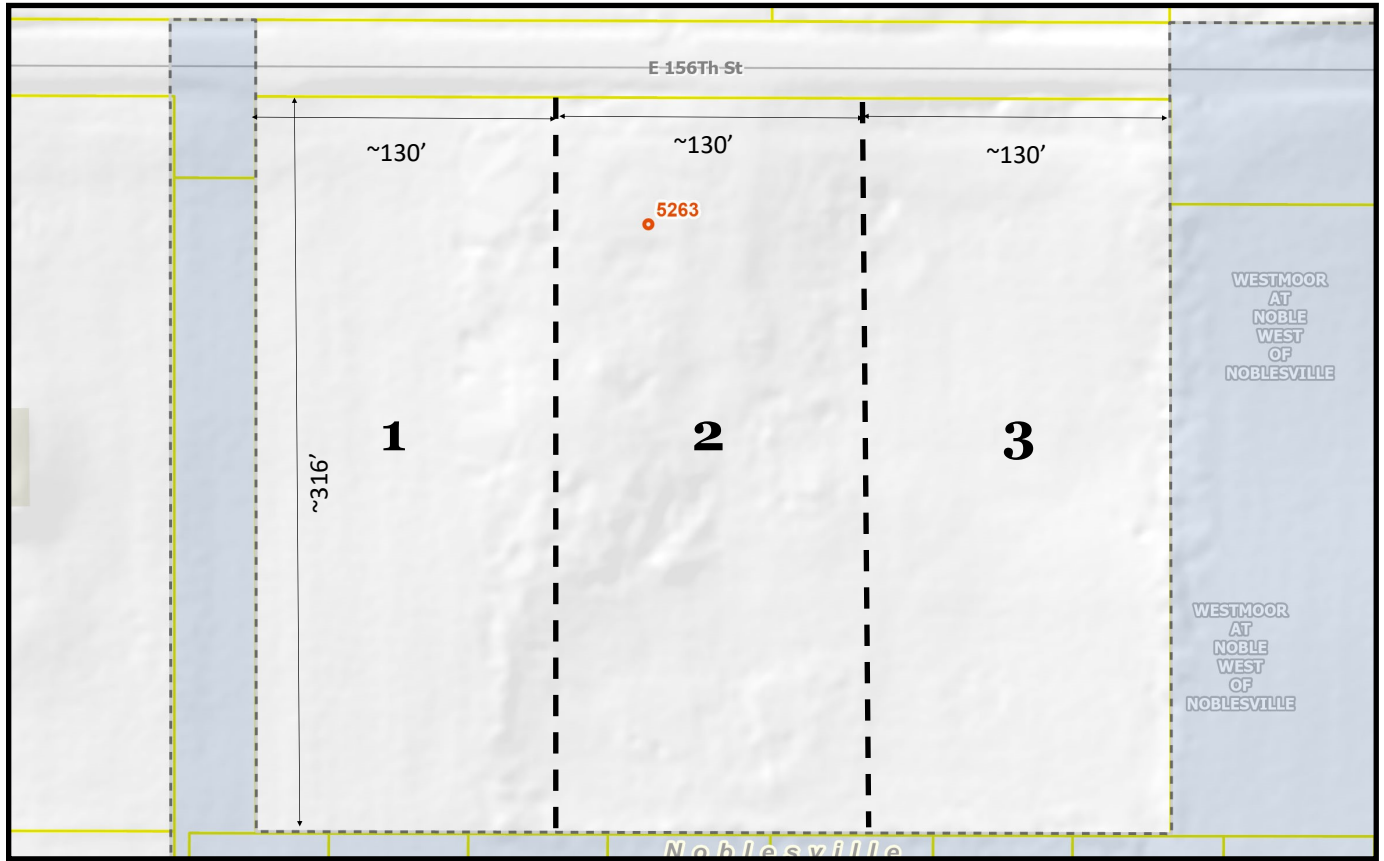 E 156Th St
~130’
~130’
~130’
5263
WESTMOOR
AT
NOBLE
WEST
OF
NOBLESVILLE
1
2
3
~316’
WESTMOOR
AT
NOBLE
WEST
OF
NOBLESVILLE
Noblesville